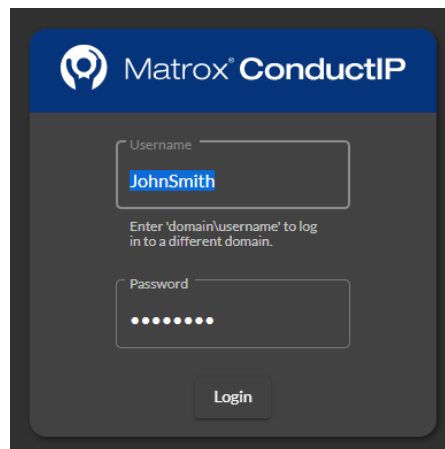 Matrox® ConductIP
Username
JohnSmith
Enter 'domain\username' to log
in to a different domain.
Password
••••••••
Login